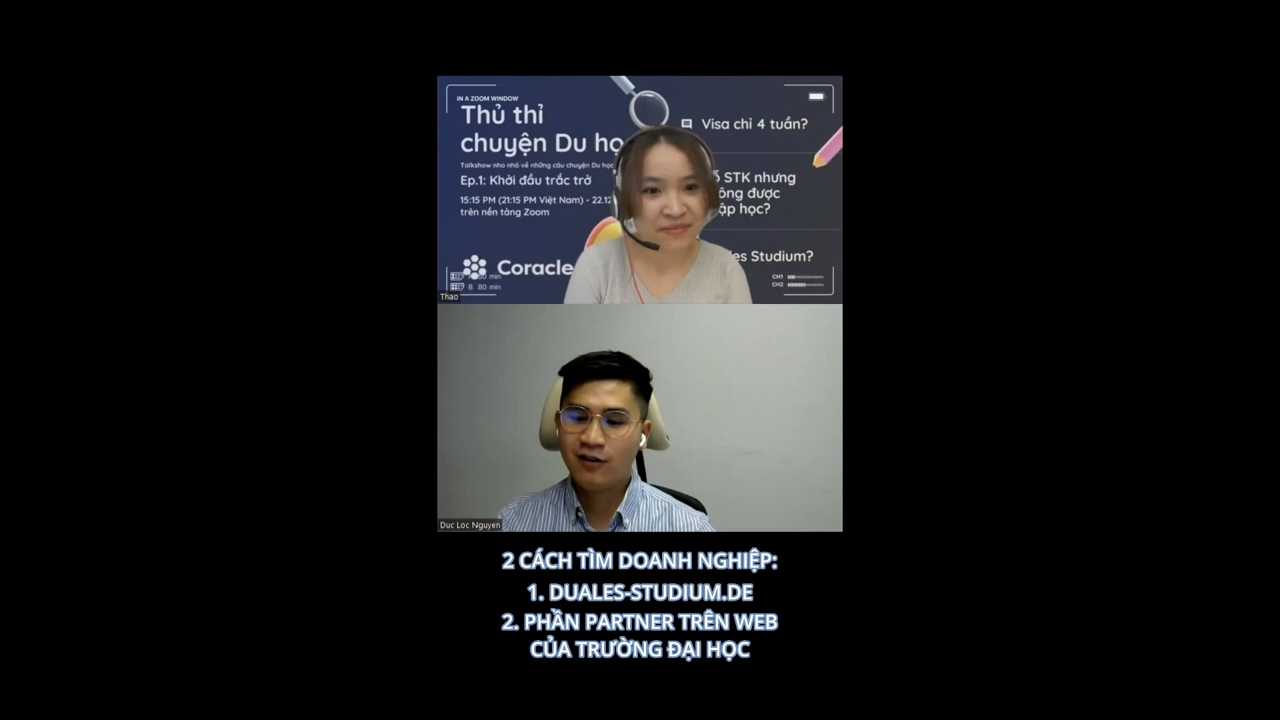 IN A ZOOM WINDOW
Thủ thỉ
chuyện Du họ
Talkshow nho nhỏ về những câu chuyện Du học
Ep.1: Khởi đầu trắc trở
15:15 PM (21:15 PM Việt Nam) - 22.12
trên nền tảng Zoom
Coracle
min
B 80 min
Visa chỉ 4 tuần?
STK nhưng
ông được
ập học?
es Studium?
CH1
CH2
Thao
Duc Loc Nguyen
2 CÁCH TÌM DOANH NGHIỆP:
1. DUALES-STUDIUM.DE
2. PHẦN PARTNER TRÊN WEB
CỦA TRƯỜNG ĐẠI HỌC